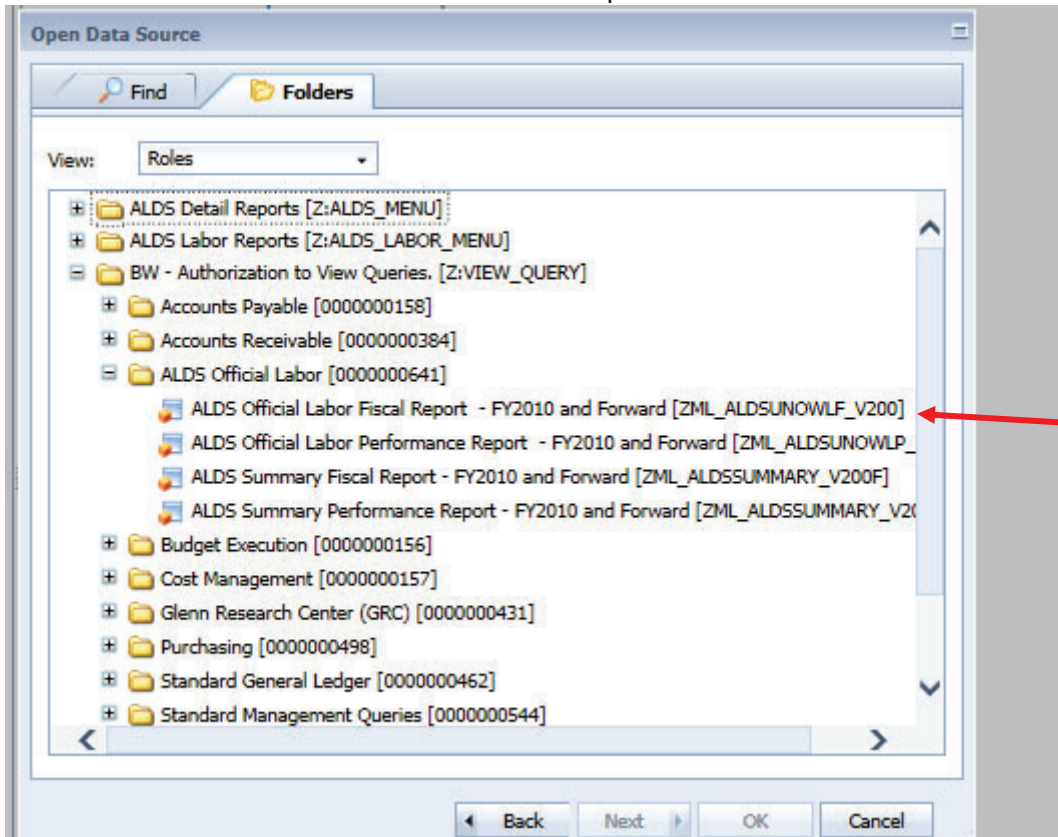 Open Data Source
Find Folders
View: Roles
ALDS Detail Reports [Z:ALDS_MENU]
ALDS Labor Reports [Z:ALDS_LABOR_MENU]
BW - Authorization to View Queries. [Z:VIEW_QUERY]
Accounts Payable [0000000158]
Accounts Receivable [0000000384]
ALDS Official Labor [0000000641]
ALDS Official Labor Fiscal Report - FY2010 and Forward [ZML_ALDSUNOWLF_V200]
ALDS Official Labor Performance Report - FY2010 and Forward [ZML_ALDSUNOWLP_
ALDS Summary Fiscal Report - FY2010 and Forward [ZML_ALDSSUMMARY_V200F]
ALDS Summary Performance Report - FY2010 and Forward [ZML_ALDSSUMMARY_V20
Budget Execution [0000000156]
Cost Management [0000000157]
Glenn Research Center (GRC) [0000000431]
Purchasing [0000000498]
Standard General Ledger [0000000462]
Standard Management Queries [0000000544]
Back Next OK Cancel